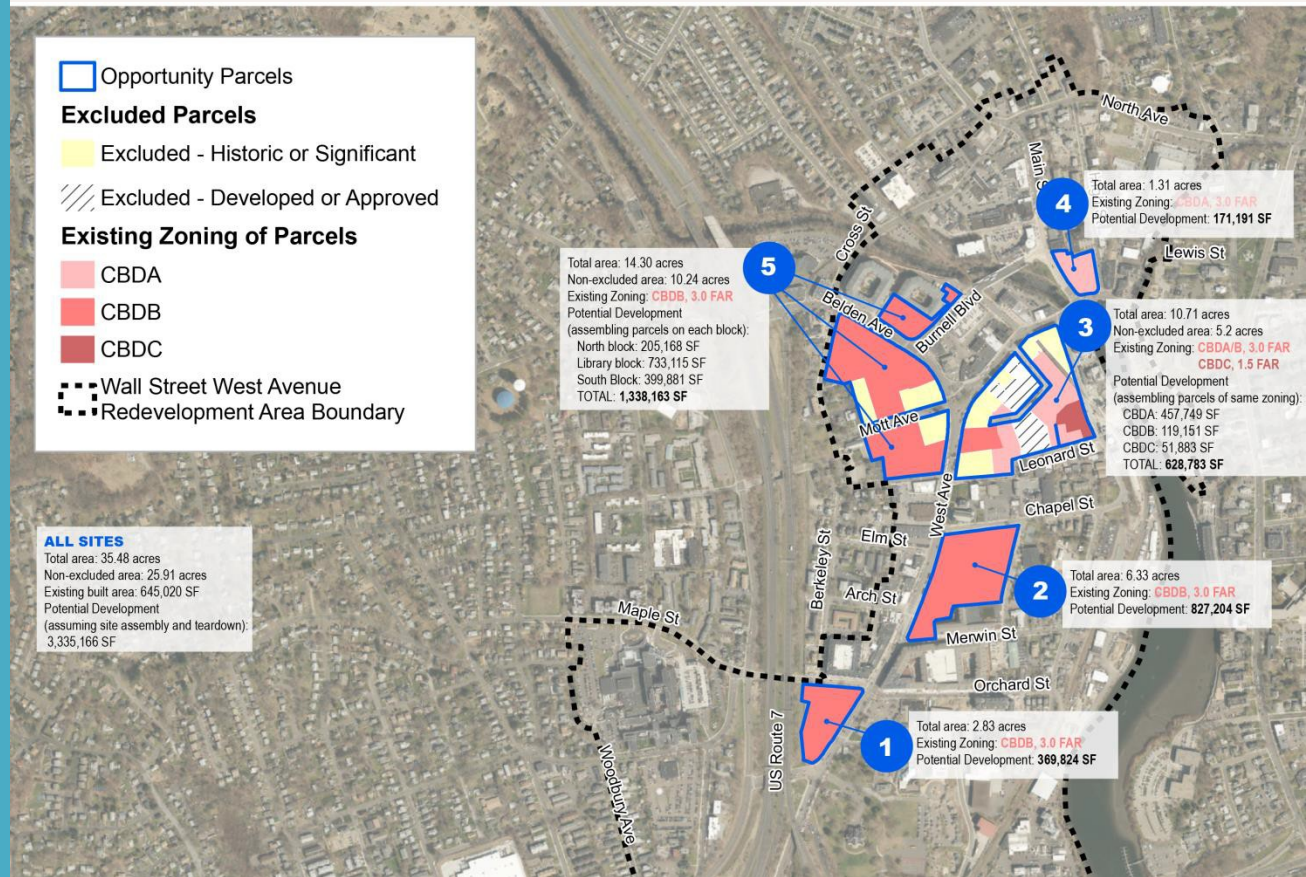 Opportunity Parcels
Excluded Parcels
Excluded - Historic or Significant
Excluded - Developed or Approved
Existing Zoning of Parcels
CBDA
CBDB
CBDC
Wall Street West Avenue
Redevelopment Area Boundary
ALL SITES
Total area: 35.48 acres
Non-excluded area: 25.91 acres
Existing built area: 645,020 SF
Potential Development
(assuming site assembly and teardown):
3,335,166 SF
5
Total area: 14.30 acres
Non-excluded area: 10.24 acres
Existing Zoning: CBDB, 3.0 FAR
Potential Development
(assembling parcels on each block):
North block: 205,168 SF
Library block: 733,115 SF
South Block: 399,881 SF
TOTAL: 1,338,163 SF
4
Total area: 1.31 acres
Existing Zoning: CBDA, 3.0 FAR
Potential Development: 171,191 SF
3
Total area: 10.71 acres
Non-excluded area: 5.2 acres
Existing Zoning: CBDA/B, 3.0 FAR
CBDC, 1.5 FAR
Potential Development
(assembling parcels of same zoning):
CBDA: 457,749 SF
CBDB: 119,151 SF
CBDC: 51,883 SF
TOTAL: 628,783 SF
2
Total area: 6.33 acres
Existing Zoning: CBDB, 3.0 FAR
Potential Development: 827,204 SF
1
Total area: 2.83 acres
Existing Zoning: CBDB, 3.0 FAR
Potential Development: 369,824 SF
North Ave
Main S
Lewis St
Cross St
Belden Ave
Burnell Blvd
Mott Ave
Leonard St
West Ave
Chapel St
Elm St
Berkeley St
Arch St
Merwin St
Maple St
Orchard St
US Route 7
Woodbury Ave